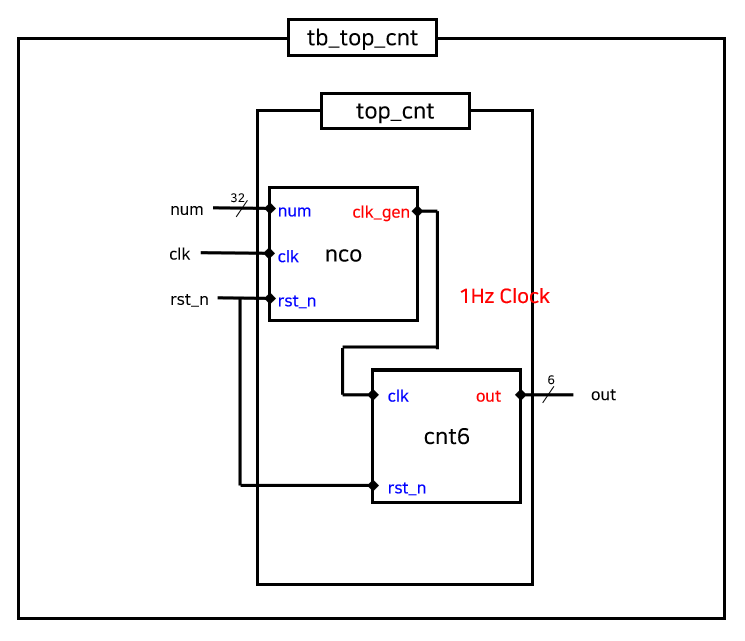 tb_top_cnt
top_cnt
32
num
num
clk_gen
clk
clk
nco
rst_n
rst_n
1Hz Clock
6
clk
out
out
cnt6
rst_n